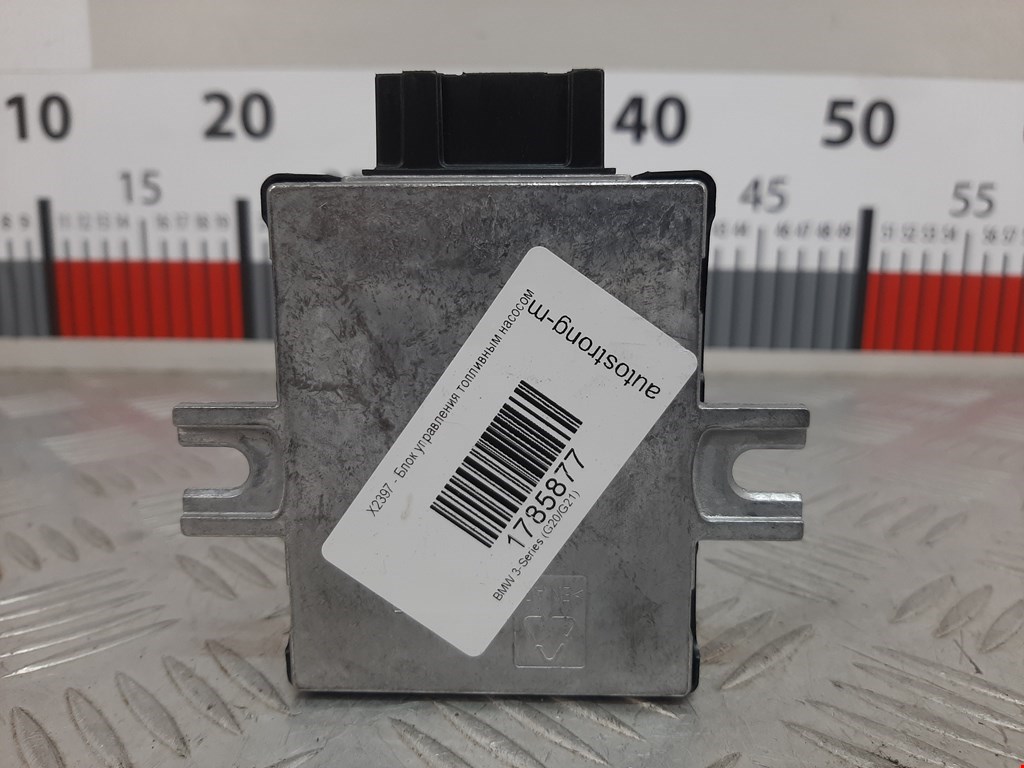 10 20 40 50
15 45 55
autostrong-m
X2397 - Блок управления топливным насосом
1785877
BMW 3-Series (G20/G21)